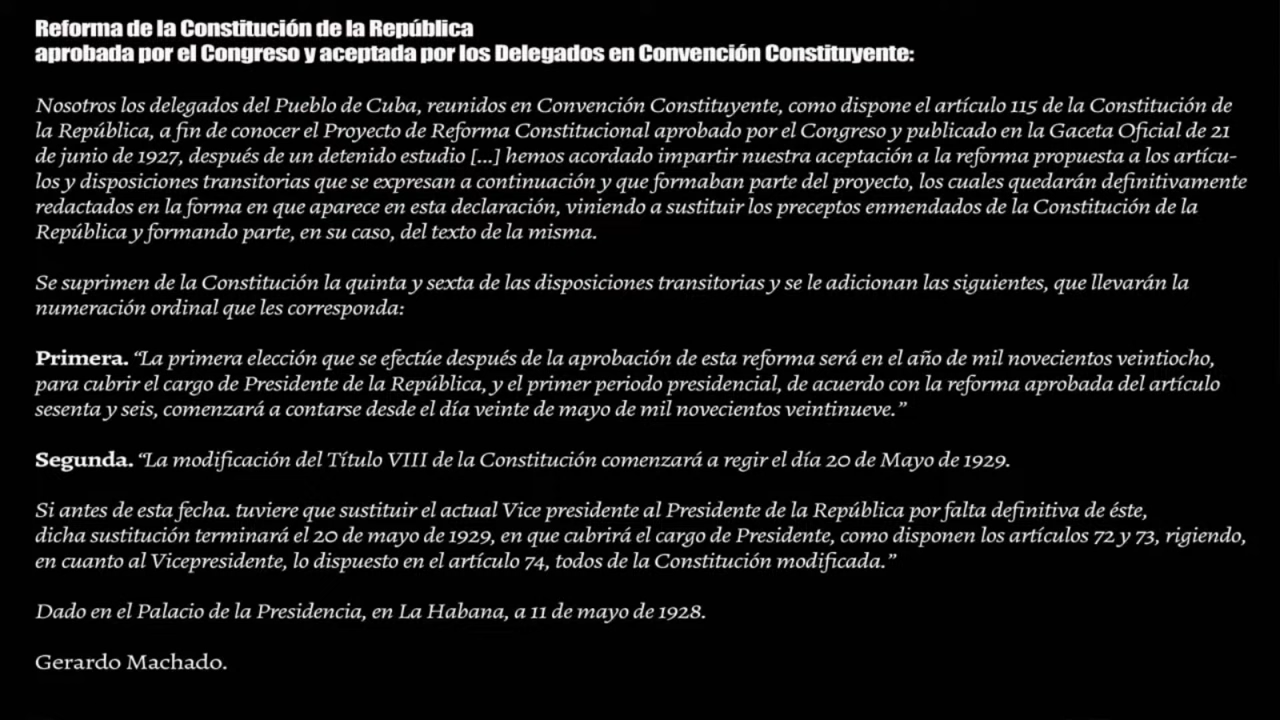 Reforma de la Constitución de la República
aprobada por el Congreso y aceptada por los Delegados en Convención Constituyente:
Nosotros los delegados del Pueblo de Cuba, reunidos en Convención Constituyente, como dispone el artículo 115 de la Constitución de
la República, a fin de conocer el Proyecto de Reforma Constitucional aprobado por el Congreso y publicado en la Gaceta Oficial de 21
de junio de 1927, después de un detenido estudio [...] hemos acordado impartir nuestra aceptación a la reforma propuesta a los artícu-
los y disposiciones transitorias que se expresan a continuación y que formaban parte del proyecto, los cuales quedarán definitivamente
redactados en la forma en que aparece en esta declaración, viniendo a sustituir los preceptos enmendados de la Constitución de la
República y formando parte, en su caso, del texto de la misma.
Se suprimen de la Constitución la quinta y sexta de las disposiciones transitorias y se le adicionan las siguientes, que llevarán la
numeración ordinal que les corresponda:
Primera. “La primera elección que se efectúe después de la aprobación de esta reforma será en el año de mil novecientos veintiocho,
para cubrir el cargo de Presidente de la República, y el primer periodo presidencial, de acuerdo con la reforma aprobada del artículo
sesenta y seis, comenzará a contarse desde el día veinte de mayo de mil novecientos veintinueve.”
Segunda. “La modificación del Título VIII de la Constitución comenzará a regir el día 20 de Mayo de 1929.
Si antes de esta fecha. tuviere que sustituir el actual Vice presidente al Presidente de la República por falta definitiva de éste,
dicha sustitución terminará el 20 de mayo de 1929, en que cubrirá el cargo de Presidente, como disponen los artículos 72 y 73, rigiendo,
en cuanto al Vicepresidente, lo dispuesto en el artículo 74, todos de la Constitución modificada.”
Dado en el Palacio de la Presidencia, en La Habana, a 11 de mayo de 1928.
Gerardo Machado.